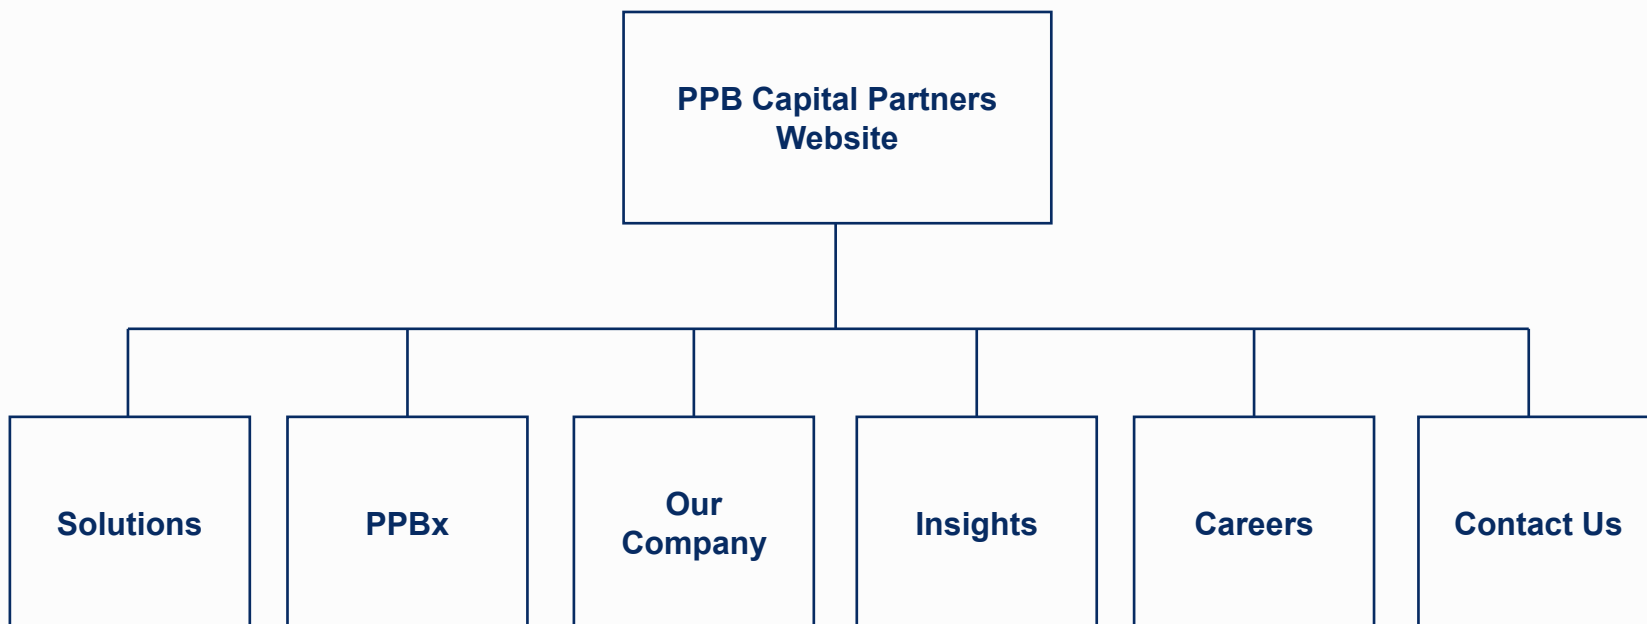 PPB Capital Partners
Website
Solutions
PPBx
Our
Company
Insights
Careers
Contact Us